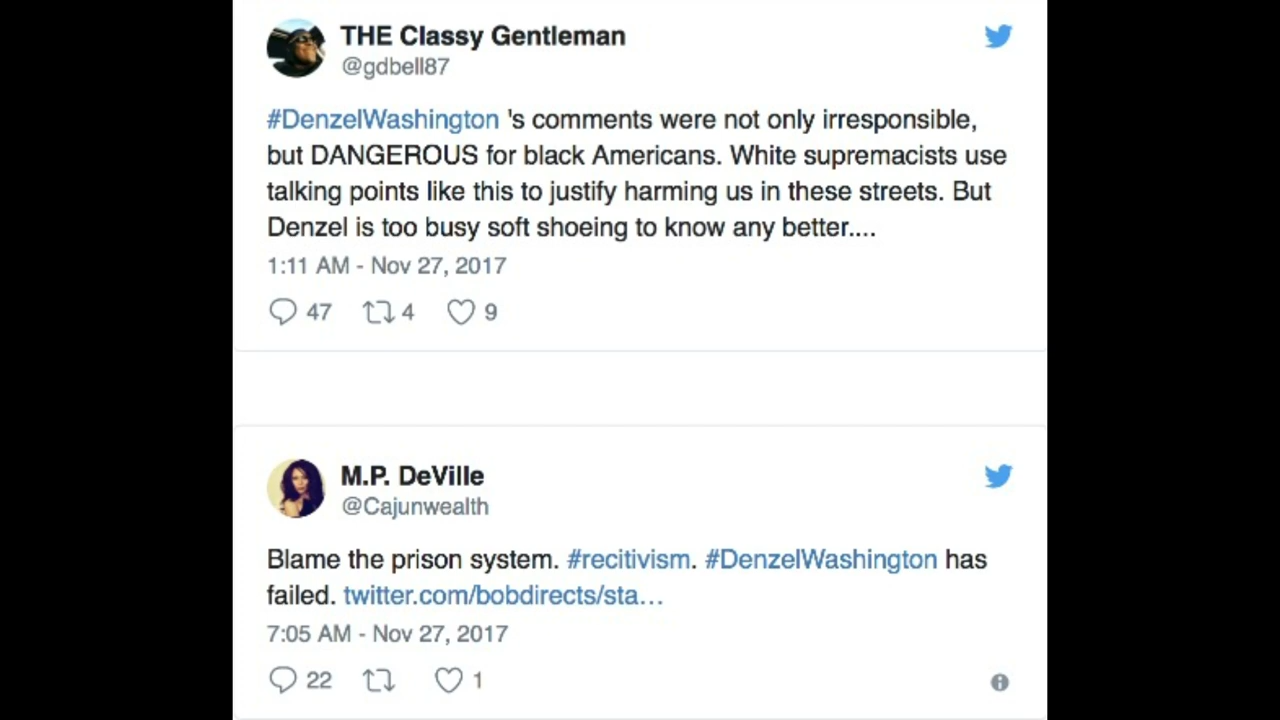 THE Classy Gentleman
@gdbell87
#DenzelWashington 's comments were not only irresponsible,
but DANGEROUS for black Americans. White supremacists use
talking points like this to justify harming us in these streets. But
Denzel is too busy soft shoeing to know any better....
1:11 AM - Nov 27, 2017
47 4 9
M.P. DeVille
@Cajunwealth
Blame the prison system. #recitivism. #DenzelWashington has
failed. twitter.com/bobdirects/sta…
7:05 AM - Nov 27, 2017
22 1